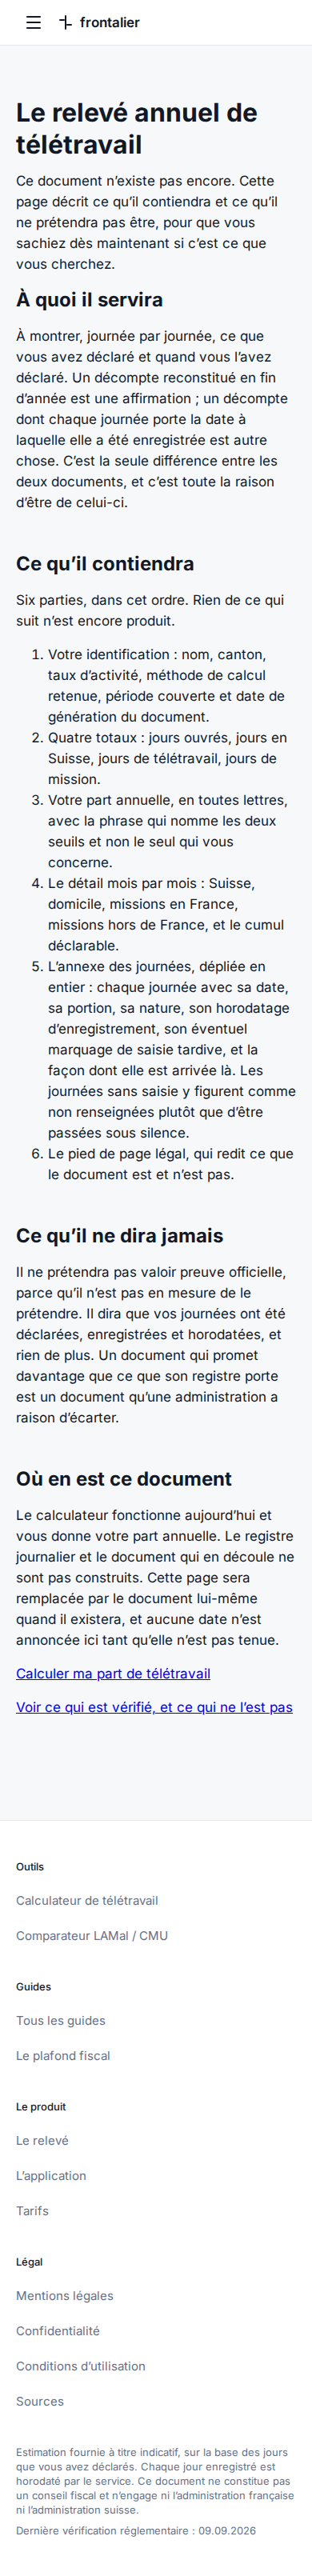 frontalier
Le relevé annuel de
télétravail
Ce document n’existe pas encore. Cette
page décrit ce qu’il contiendra et ce qu’il
ne prétendra pas être, pour que vous
sachiez dès maintenant si c’est ce que
vous cherchez.
À quoi il servira
À montrer, journée par journée, ce que
vous avez déclaré et quand vous l’avez
déclaré. Un décompte reconstitué en fin
d’année est une affirmation ; un décompte
dont chaque journée porte la date à
laquelle elle a été enregistrée est autre
chose. C’est la seule différence entre les
deux documents, et c’est toute la raison
d’être de celui-ci.
Ce qu’il contiendra
Six parties, dans cet ordre. Rien de ce qui
suit n’est encore produit.
1. Votre identification : nom, canton,
taux d’activité, méthode de calcul
retenue, période couverte et date de
génération du document.
2. Quatre totaux : jours ouvrés, jours en
Suisse, jours de télétravail, jours de
mission.
3. Votre part annuelle, en toutes lettres,
avec la phrase qui nomme les deux
seuils et non le seul qui vous
concerne.
4. Le détail mois par mois : Suisse,
domicile, missions en France,
missions hors de France, et le cumul
déclarable.
5. L’annexe des journées, dépliée en
entier : chaque journée avec sa date,
sa portion, sa nature, son horodatage
d’enregistrement, son éventuel
marquage de saisie tardive, et la
façon dont elle est arrivée là. Les
journées sans saisie y figurent comme
non renseignées plutôt que d’être
passées sous silence.
6. Le pied de page légal, qui redit ce que
le document est et n’est pas.
Ce qu’il ne dira jamais
Il ne prétendra pas valoir preuve officielle,
parce qu’il n’est pas en mesure de le
prétendre. Il dira que vos journées ont été
déclarées, enregistrées et horodatées, et
rien de plus. Un document qui promet
davantage que ce que son registre porte
est un document qu’une administration a
raison d’écarter.
Où en est ce document
Le calculateur fonctionne aujourd’hui et
vous donne votre part annuelle. Le registre
journalier et le document qui en découle ne
sont pas construits. Cette page sera
remplacée par le document lui-même
quand il existera, et aucune date n’est
annoncée ici tant qu’elle n’est pas tenue.
Calculer ma part de télétravail
Voir ce qui est vérifié, et ce qui ne l’est pas
Outils
Calculateur de télétravail
Comparateur LAMal / CMU
Guides
Tous les guides
Le plafond fiscal
Le produit
Le relevé
L’application
Tarifs
Légal
Mentions légales
Confidentialité
Conditions d’utilisation
Sources
Estimation fournie à titre indicatif, sur la base des jours
que vous avez déclarés. Chaque jour enregistré est
horodaté par le service. Ce document ne constitue pas
un conseil fiscal et n’engage ni l’administration française
ni l’administration suisse.
Dernière vérification réglementaire : 09.09.2026